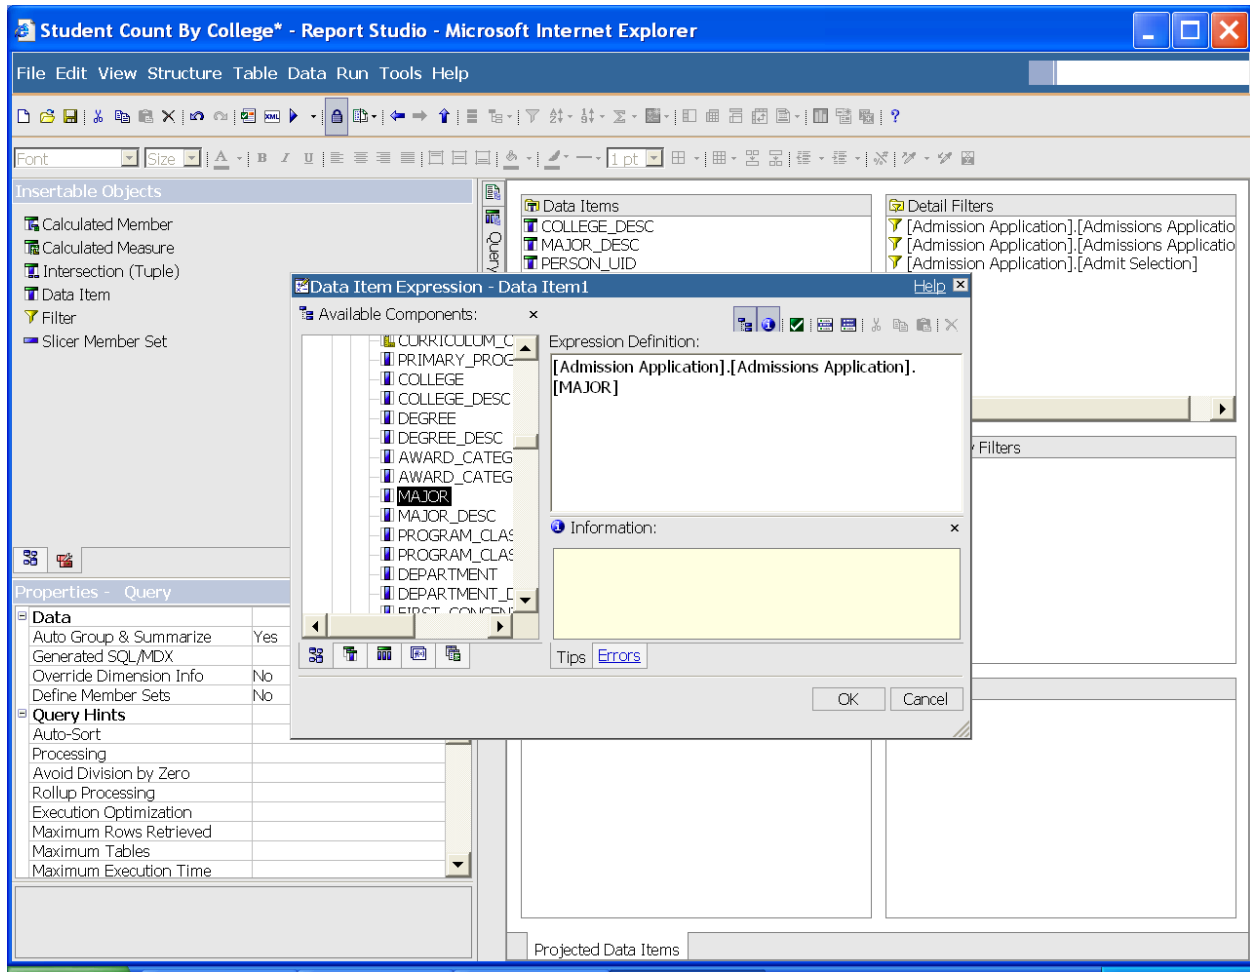 Student Count By College* - Report Studio - Microsoft Internet Explorer
File Edit View Structure Table Data Run Tools Help
Font Size 1 pt
Insertable Objects
Calculated Member
Calculated Measure
Intersection (Tuple)
Data Item
Filter
Slicer Member Set
Query
Data Items
COLLEGE_DESC
MAJOR_DESC
PERSON_UID
Detail Filters
[Admission Application].[Admissions Applicatio
[Admission Application].[Admissions Applicatio
[Admission Application].[Admit Selection]
Data Item Expression - Data Item1 Help
Available Components:
CURRICULUM_C
PRIMARY_PROG
COLLEGE
COLLEGE_DESC
DEGREE
DEGREE_DESC
AWARD_CATEG
AWARD_CATEG
MAJOR
MAJOR_DESC
PROGRAM_CLAS
PROGRAM_CLAS
DEPARTMENT
DEPARTMENT_D
FIRST_CONCEN
Expression Definition:
[Admission Application].[Admissions Application].
[MAJOR]
Information:
Tips Errors
OK Cancel
Filters
Properties - Query
Data
Auto Group & Summarize Yes
Generated SQL/MDX
Override Dimension Info No
Define Member Sets No
Query Hints
Auto-Sort
Processing
Avoid Division by Zero
Rollup Processing
Execution Optimization
Maximum Rows Retrieved
Maximum Tables
Maximum Execution Time
Projected Data Items